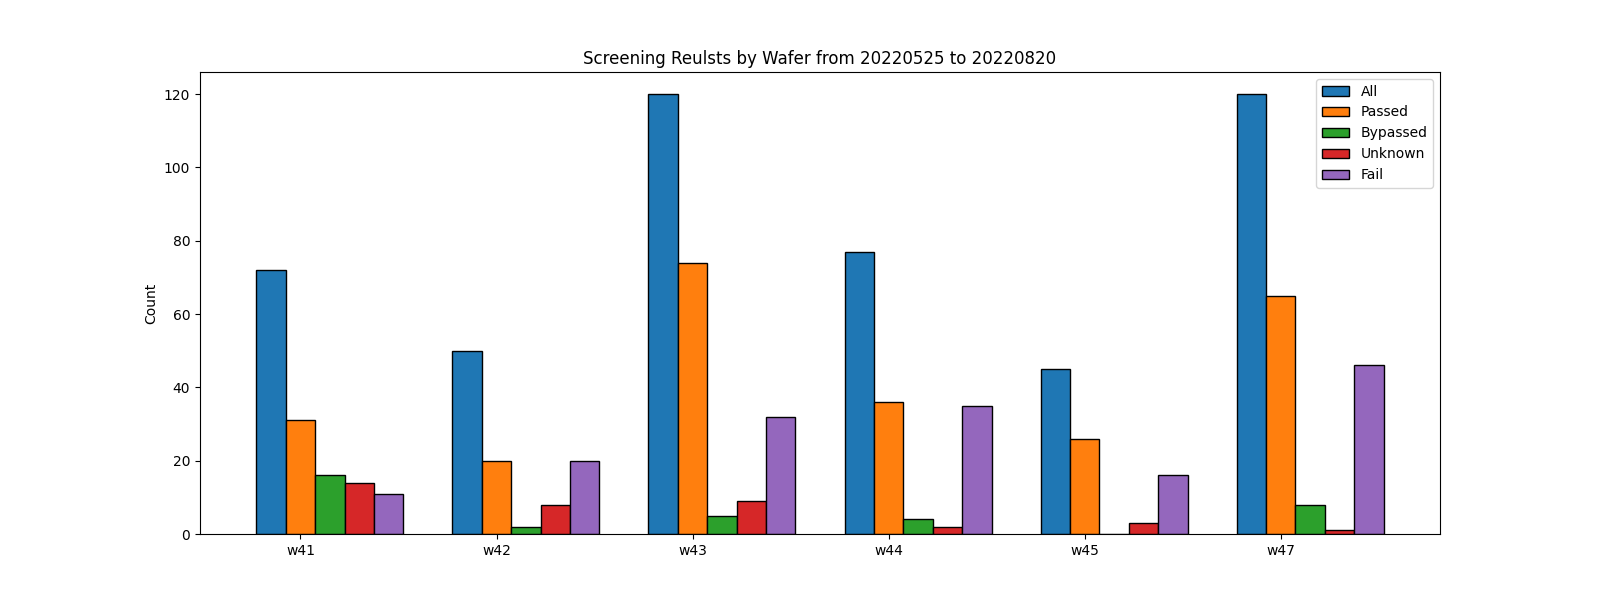 Screening Reulsts by Wafer from 20220525 to 20220820
120
100
80
60
40
20
0
Count
All
Passed
Bypassed
Unknown
Fail
w41 w42 w43 w44 w45 w47